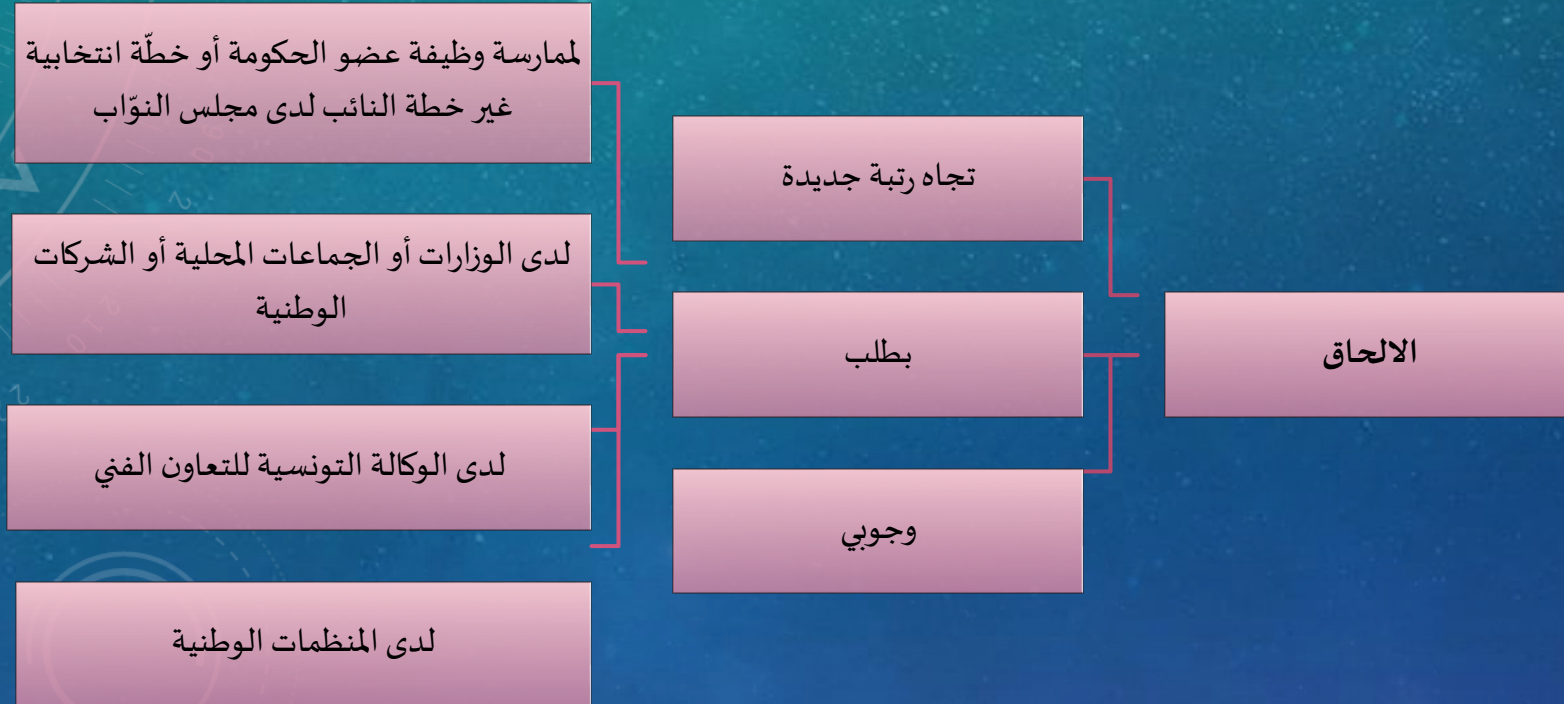 الالحاق
تجاه رتبة جديدة
بطلب
وجوبي
لممارسة وظيفة عضو الحكومة أو خطّة انتخابية
غير خطة النائب لدى مجلس النوّاب
لدى الوزارات أو الجماعات المحلية أو الشركات
الوطنية
لدى الوكالة التونسية للتعاون الفني
لدى المنظمات الوطنية